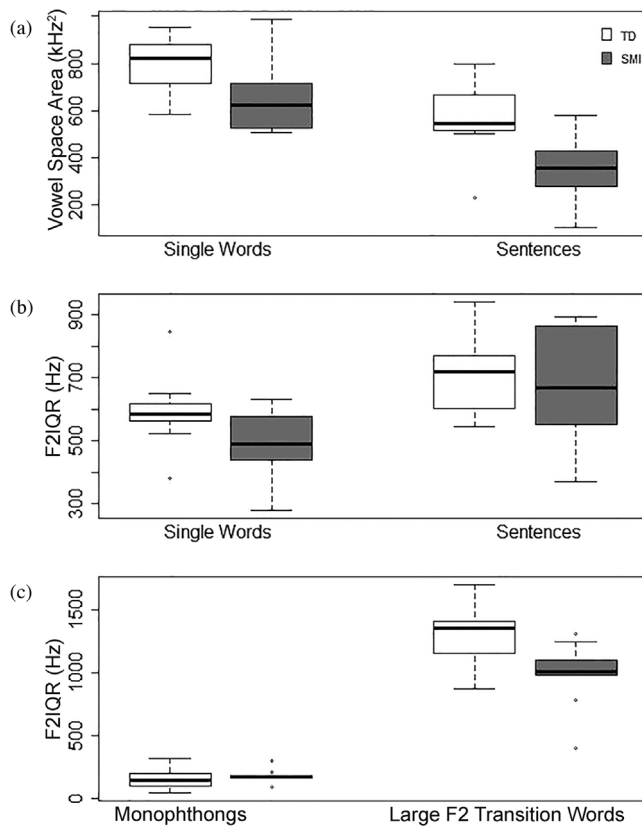 (a)
Vowel Space Area (kHz²)
200 400 600 800
TD
SMI
Single Words Sentences
(b)
F2IQR (Hz)
300 500 700 900
Single Words Sentences
(c)
F2IQR (Hz)
0 500 1000 1500
Monophthongs Large F2 Transition Words